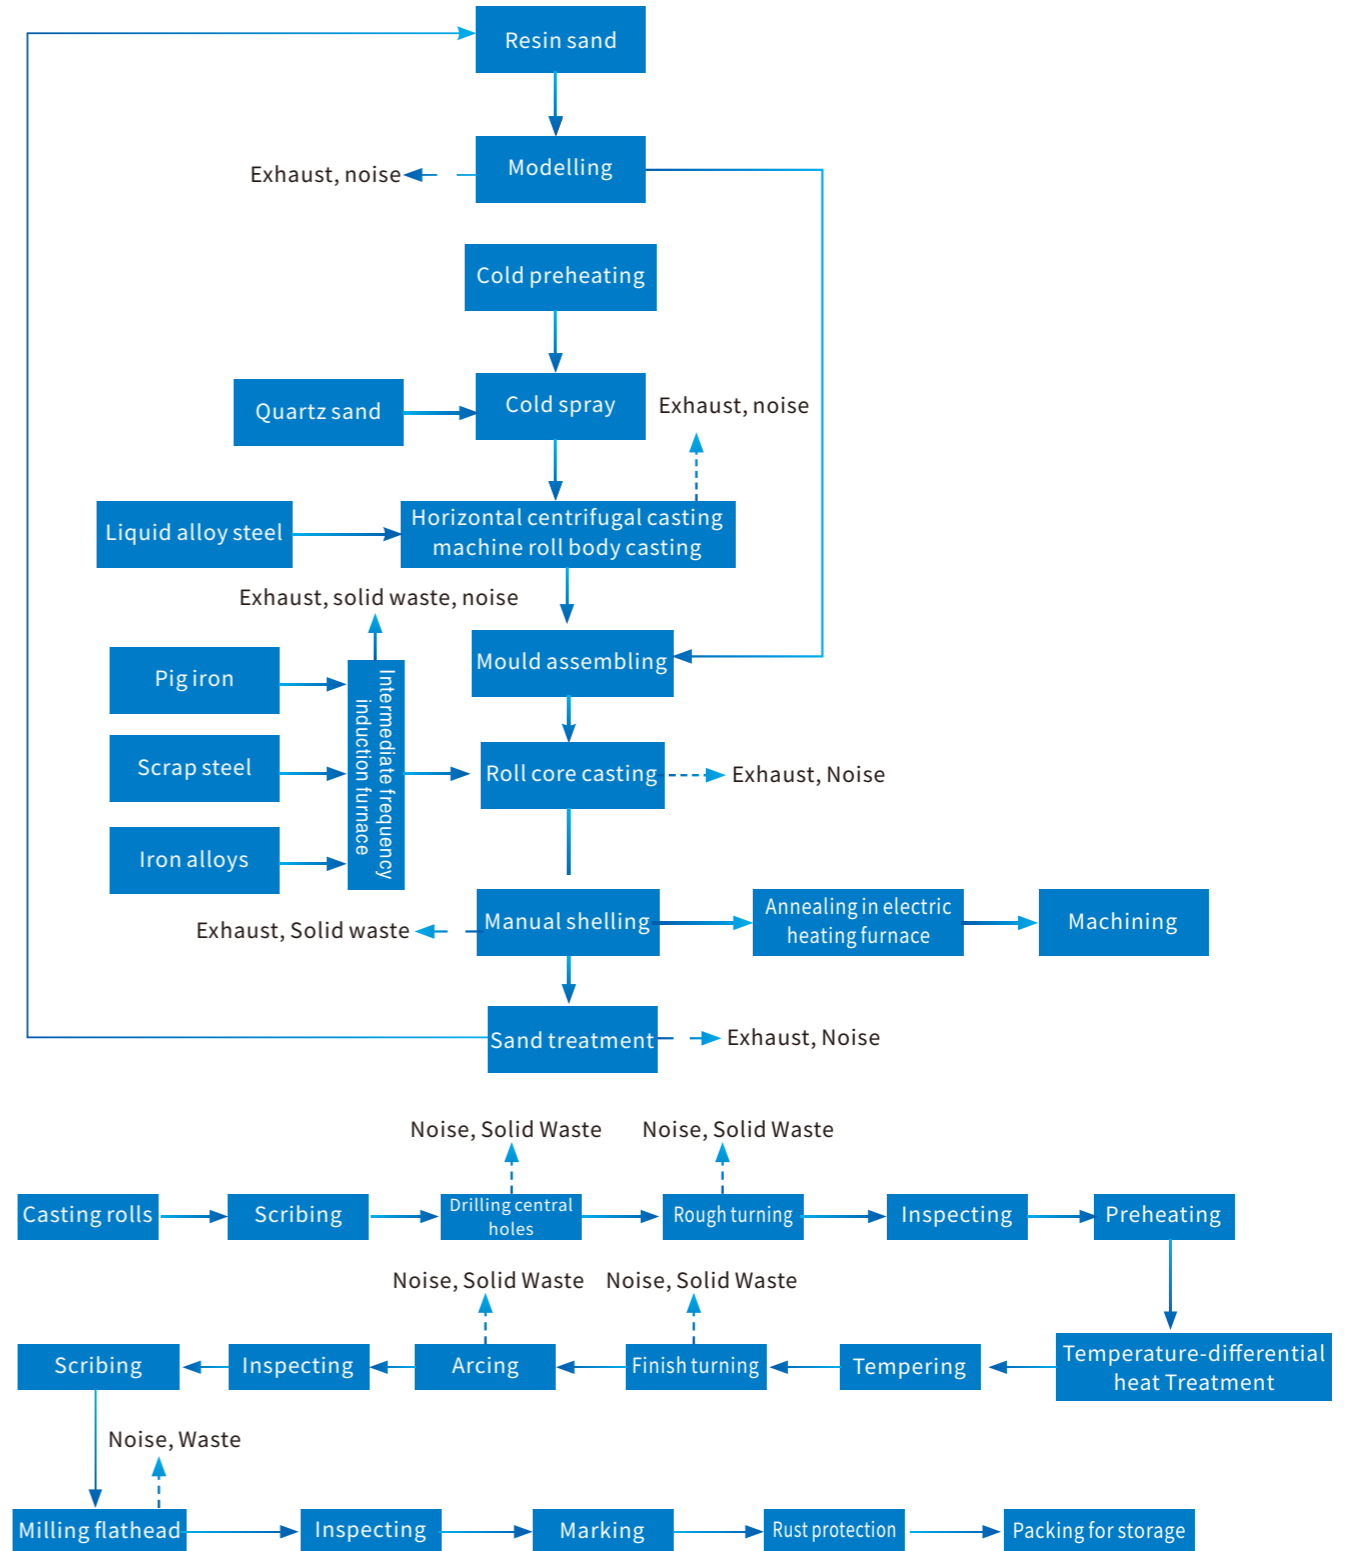 Resin sand
Modelling
Exhaust, noise
Cold preheating
Quartz sand
Cold spray
Exhaust, noise
Liquid alloy steel
Horizontal centrifugal casting
machine roll body casting
Exhaust, solid waste, noise
Mould assembling
Pig iron
Intermediate frequency
induction furnace
Scrap steel
Roll core casting
Exhaust, Noise
Iron alloys
Exhaust, Solid waste
Manual shelling
Annealing in electric
heating furnace
Machining
Sand treatment
Exhaust, Noise
Noise, Solid Waste
Noise, Solid Waste
Casting rolls
Scribing
Drilling central
holes
Rough turning
Inspecting
Preheating
Noise, Solid Waste
Noise, Solid Waste
Scribing
Inspecting
Arcing
Finish turning
Tempering
Temperature-differential
heat Treatment
Noise, Waste
Milling flathead
Inspecting
Marking
Rust protection
Packing for storage